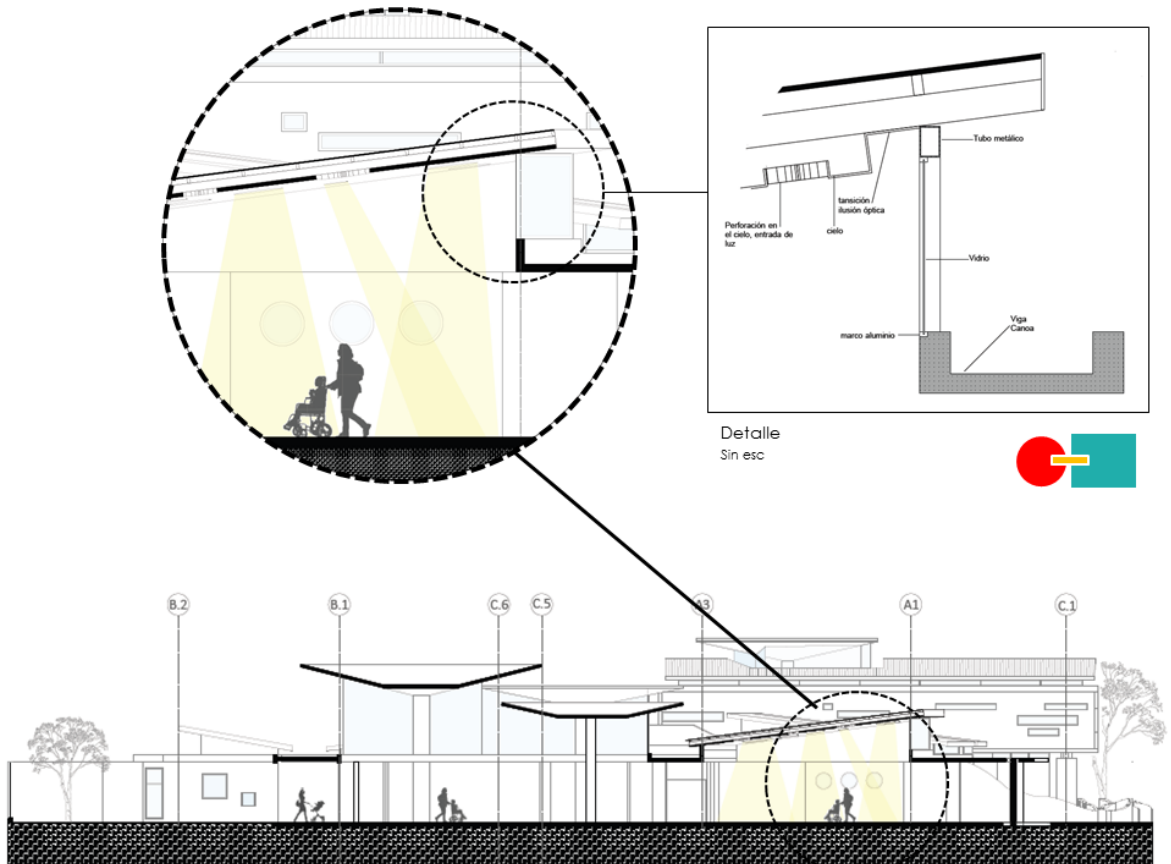 Tubo metálico
tansición
ilusión óptica
Perforación en
el cielo, entrada de
luz
cielo
Vidrio
Viga
Canoa
marco aluminio
Detalle
Sin esc
B.2
B.1
C.6
C.5
A3
A1
C.1